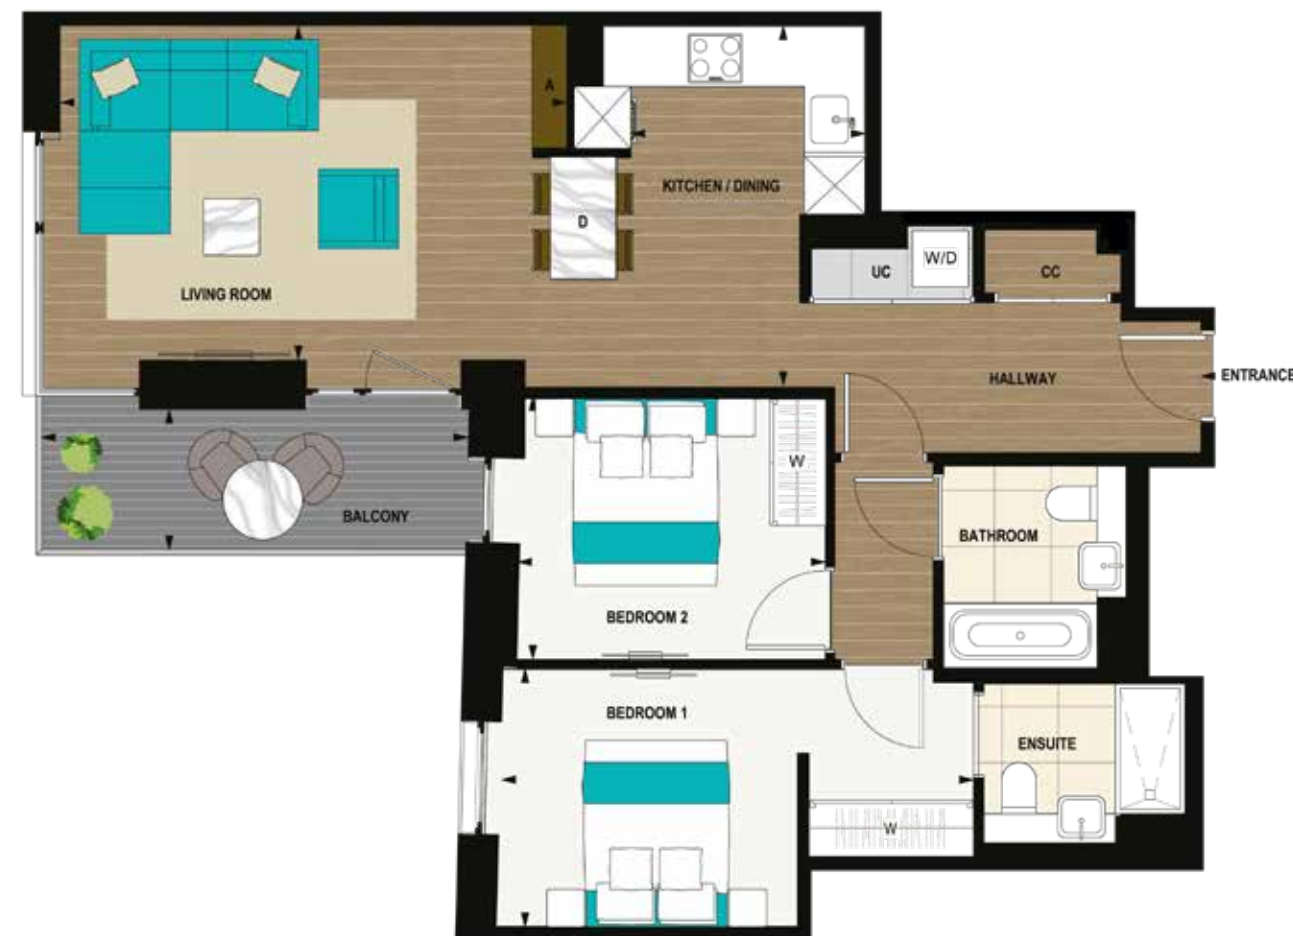 A
KITCHEN / DINING
D
LIVING ROOM
UC
W/D
CC
HALLWAY
ENTRANCE
W
BALCONY
BATHROOM
BEDROOM 2
BEDROOM 1
ENSUITE
W